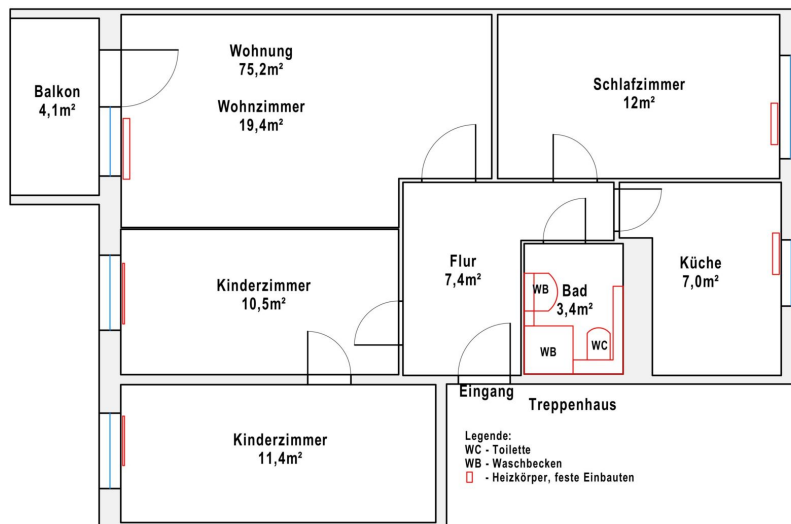 Wohnung
75,2m²
Wohnzimmer
19,4m²
Balkon
4,1m²
Schlafzimmer
12m²
Kinderzimmer
10,5m²
Flur
7,4m²
WB
Bad
3,4m²
WB
WC
Küche
7,0m²
Eingang
Treppenhaus
Kinderzimmer
11,4m²
Legende:
WC - Toilette
WB - Waschbecken
- Heizkörper, feste Einbauten